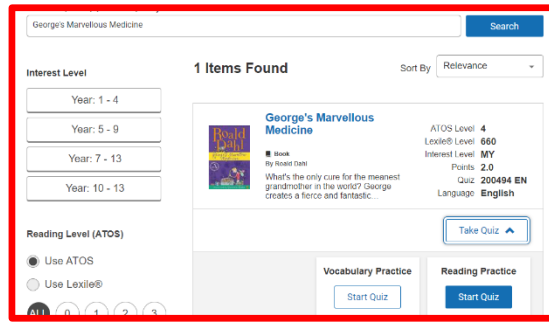 George's Marvellous Medicine
Search
Interest Level
Year: 1 - 4
Year: 5 - 9
Year: 7 - 13
Year: 10 - 13
Reading Level (ATOS)
Use ATOS
Use Lexile®
ALL 0 1 2 3
1 Items Found
Sort By Relevance
Roald
Dahl
George's Marvellous
Medicine
Book
By Roald Dahl
What's the only cure for the meanest
grandmother in the world? George
creates a fierce and fantastic...
ATOS Level 4
Lexile® Level 660
Interest Level MY
Points 2.0
Quiz 200494 EN
Language English
Take Quiz
Vocabulary Practice
Start Quiz
Reading Practice
Start Quiz